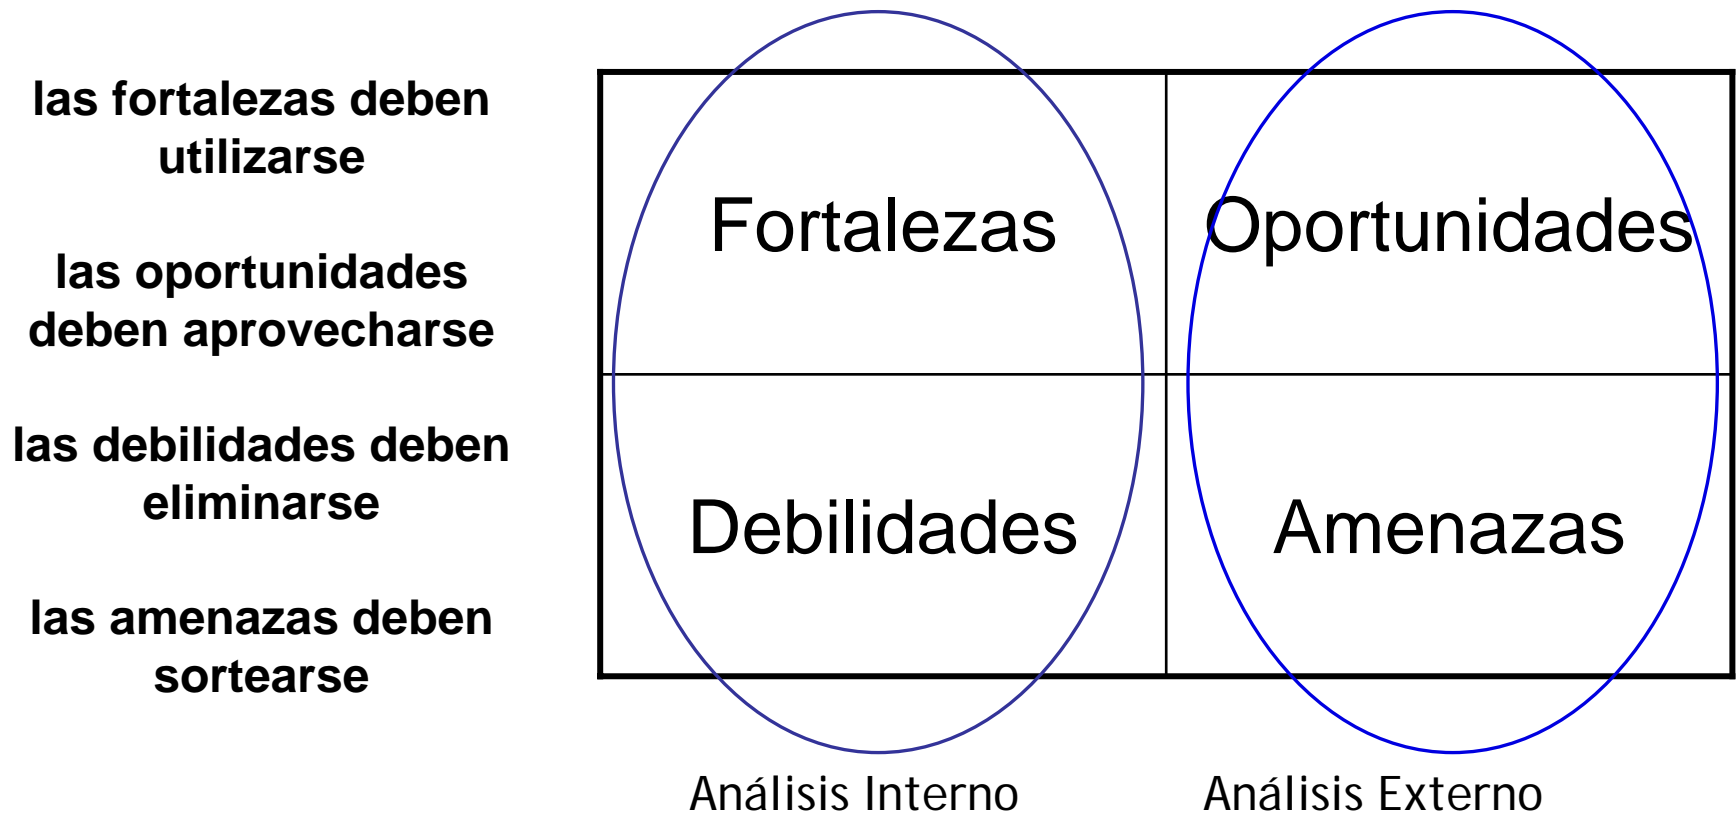 las fortalezas deben
utilizarse
las oportunidades
deben aprovecharse
las debilidades deben
eliminarse
las amenazas deben
sortearse
Fortalezas
Oportunidades
Debilidades
Amenazas
Análisis Interno
Análisis Externo